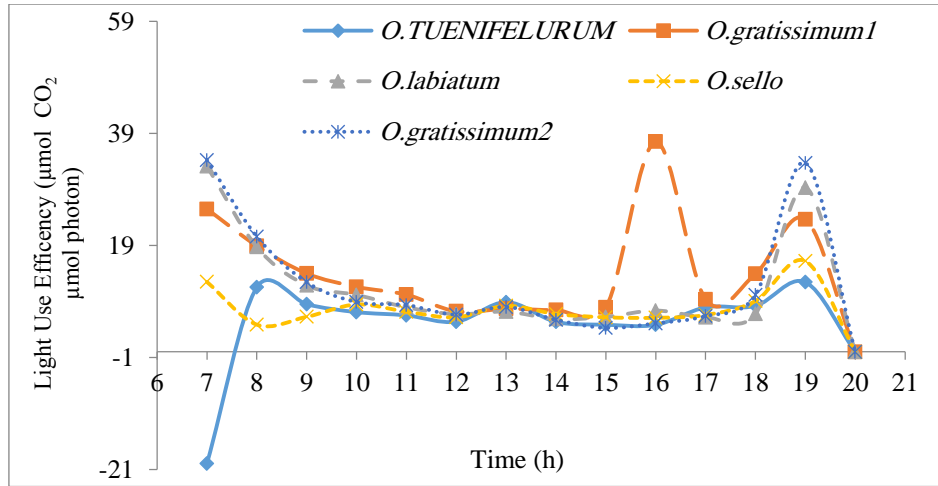 Light Use Efficency (µmol CO₂
µmol photon)
59
39
19
-1
-21
O.TUENIFELURUM
O.gratissimum1
O.labiatum
O.sello
O.gratissimum2
6 7 8 9 10 11 12 13 14 15 16 17 18 19 20 21
Time (h)